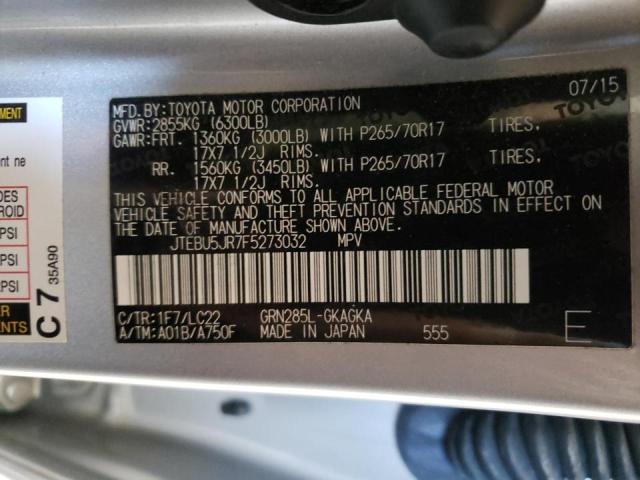 07/15
MFD.BY:TOYOTA MOTOR CORPORATION
GVWR:2855KG (6300LB)
GAWR:FRT. 1360KG (3000LB) WITH P265/70R17 TIRES,
17X7 1/2J RIMS.
RR. 1560KG (3450LB) WITH P265/70R17 TIRES,
17X7 1/2J RIMS.
THIS VEHICLE CONFORMS TO ALL APPLICABLE FEDERAL MOTOR
VEHICLE SAFETY AND THEFT PREVENTION STANDARDS IN EFFECT ON
THE DATE OF MANUFACTURE SHOWN ABOVE.
JTEBU5JR7F5273032 MPV
C/TR:1F7/LC22 GRN285L-GKAGKA
A/TM:A01B/A750F MADE IN JAPAN 555 E
C7
35A90
PSI
PSI
PSI